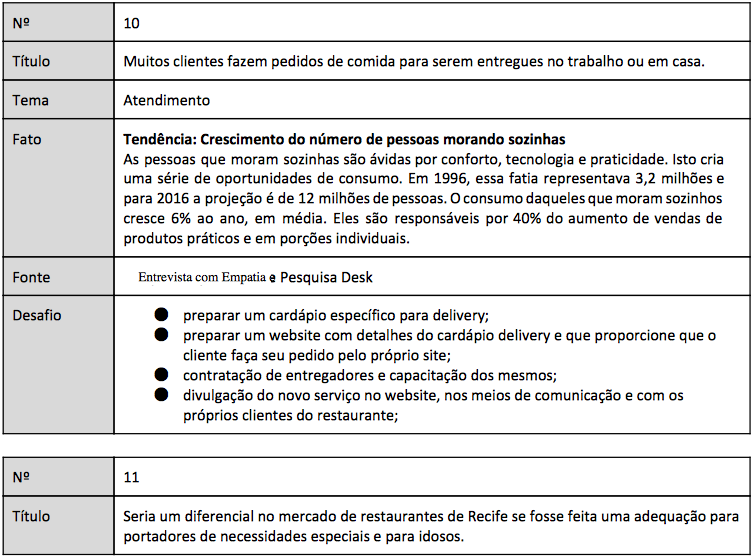 Nº 10
Título Muitos clientes fazem pedidos de comida para serem entregues no trabalho ou em casa.
Tema Atendimento
Fato Tendência: Crescimento do número de pessoas morando sozinhas
As pessoas que moram sozinhas são ávidas por conforto, tecnologia e praticidade. Isto cria
uma série de oportunidades de consumo. Em 1996, essa fatia representava 3,2 milhões e
para 2016 a projeção é de 12 milhões de pessoas. O consumo daqueles que moram sozinhos
cresce 6% ao ano, em média. Eles são responsáveis por 40% do aumento de vendas de
produtos práticos e em porções individuais.
Fonte Entrevista com Empatia e Pesquisa Desk
Desafio ● preparar um cardápio específico para delivery;
● preparar um website com detalhes do cardápio delivery e que proporcione que o
cliente faça seu pedido pelo próprio site;
● contratação de entregadores e capacitação dos mesmos;
● divulgação do novo serviço no website, nos meios de comunicação e com os
próprios clientes do restaurante;
Nº 11
Título Seria um diferencial no mercado de restaurantes de Recife se fosse feita uma adequação para
portadores de necessidades especiais e para idosos.